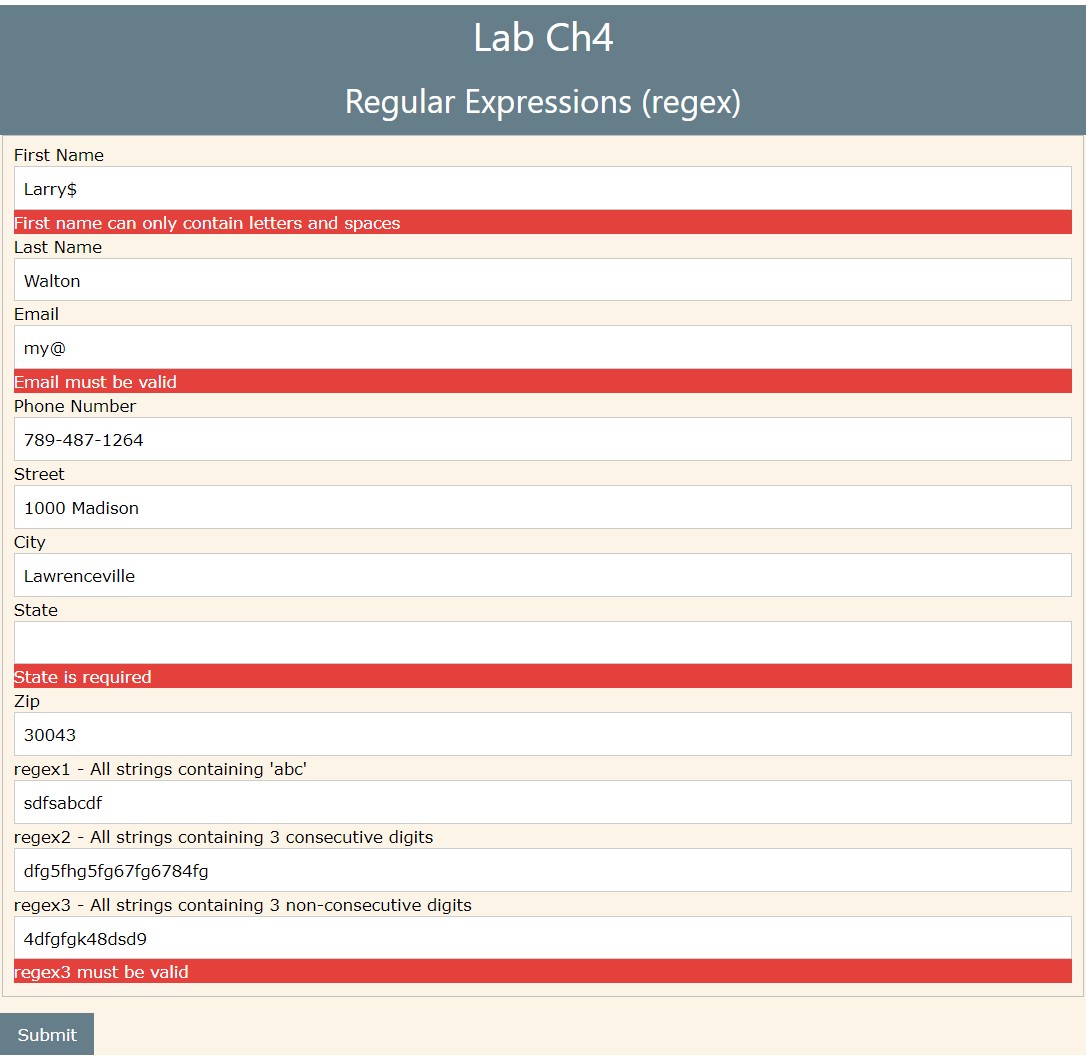 Lab Ch4
Regular Expressions (regex)
First Name
Larry$
First name can only contain letters and spaces
Last Name
Walton
Email
my@
Email must be valid
Phone Number
789-487-1264
Street
1000 Madison
City
Lawrenceville
State
State is required
Zip
30043
regex1 - All strings containing 'abc'
sdfsabcdf
regex2 - All strings containing 3 consecutive digits
dfg5fhg5fg67fg6784fg
regex3 - All strings containing 3 non-consecutive digits
4dfgfgk48dsd9
regex3 must be valid
Submit